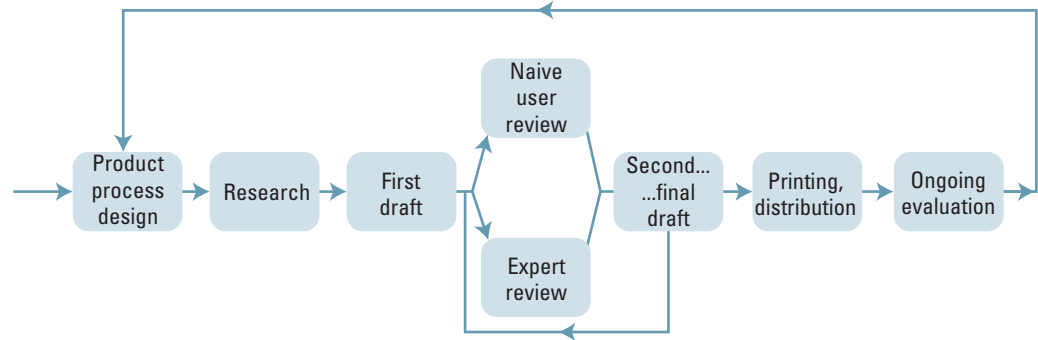 Product
process
design
Research
First
draft
Naive
user
review
Expert
review
Second...
...final
draft
Printing,
distribution
Ongoing
evaluation